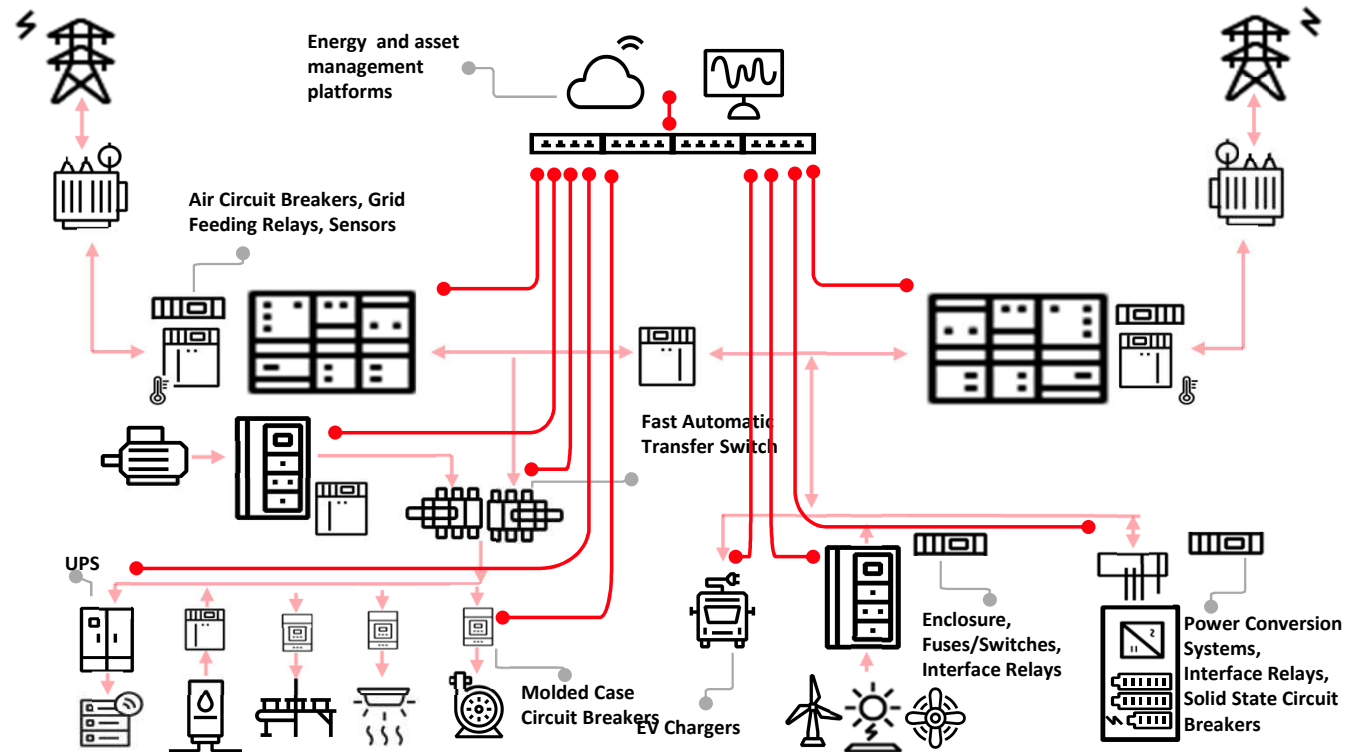 Energy and asset
management
platforms
Air Circuit Breakers, Grid
Feeding Relays, Sensors
Fast Automatic
Transfer Switch
UPS
Molded Case
Circuit Breakers
EV Chargers
Enclosure,
Fuses/Switches,
Interface Relays
Power Conversion
Systems,
Interface Relays,
Solid State Circuit
Breakers